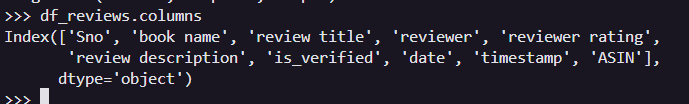 >>> df_reviews.columns
Index(['Sno', 'book name', 'review title', 'reviewer', 'reviewer rating',
       'review description', 'is_verified', 'date', 'timestamp', 'ASIN'],
      dtype='object')
>>>